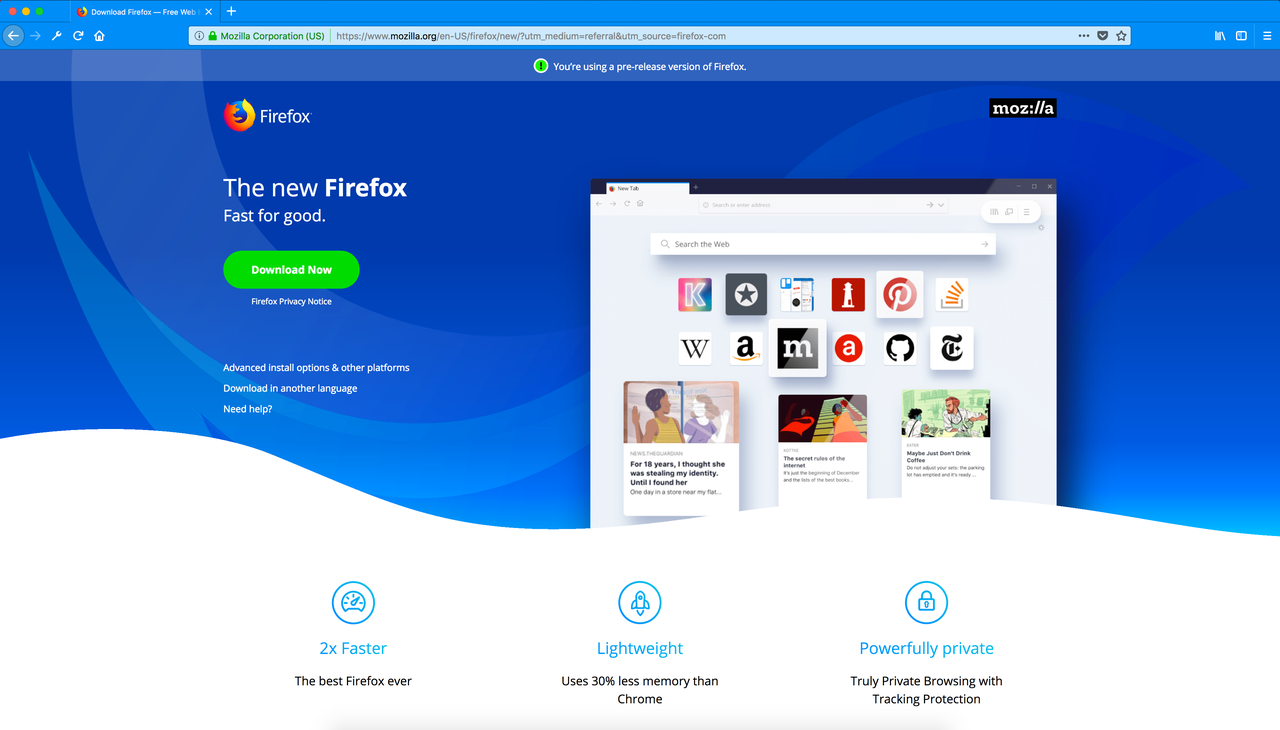 Download Firefox — Free Web
Mozilla Corporation (US)
https://www.mozilla.org/en-US/firefox/new/?utm_medium=referral&utm_source=firefox-com
You're using a pre-release version of Firefox.
Firefox
moz://a
The new Firefox
Fast for good.
Download Now
Firefox Privacy Notice
Advanced install options & other platforms
Download in another language
Need help?
New Tab
Search or enter address
Search the Web
K
W
a
m
a
T
NEWS.THEGUARDIAN
For 18 years, I thought she
was stealing my identity.
Until I found her
One day in a store near my flat...
KOTTKE
The secret rules of the
internet
It's just the beginning of December
and the lists of the best books...
EATER
Maybe Just Don't Drink
Coffee
Do not adjust your sets: the parking
lot has emptied and it's ready...
2x Faster
The best Firefox ever
Lightweight
Uses 30% less memory than
Chrome
Powerfully private
Truly Private Browsing with
Tracking Protection